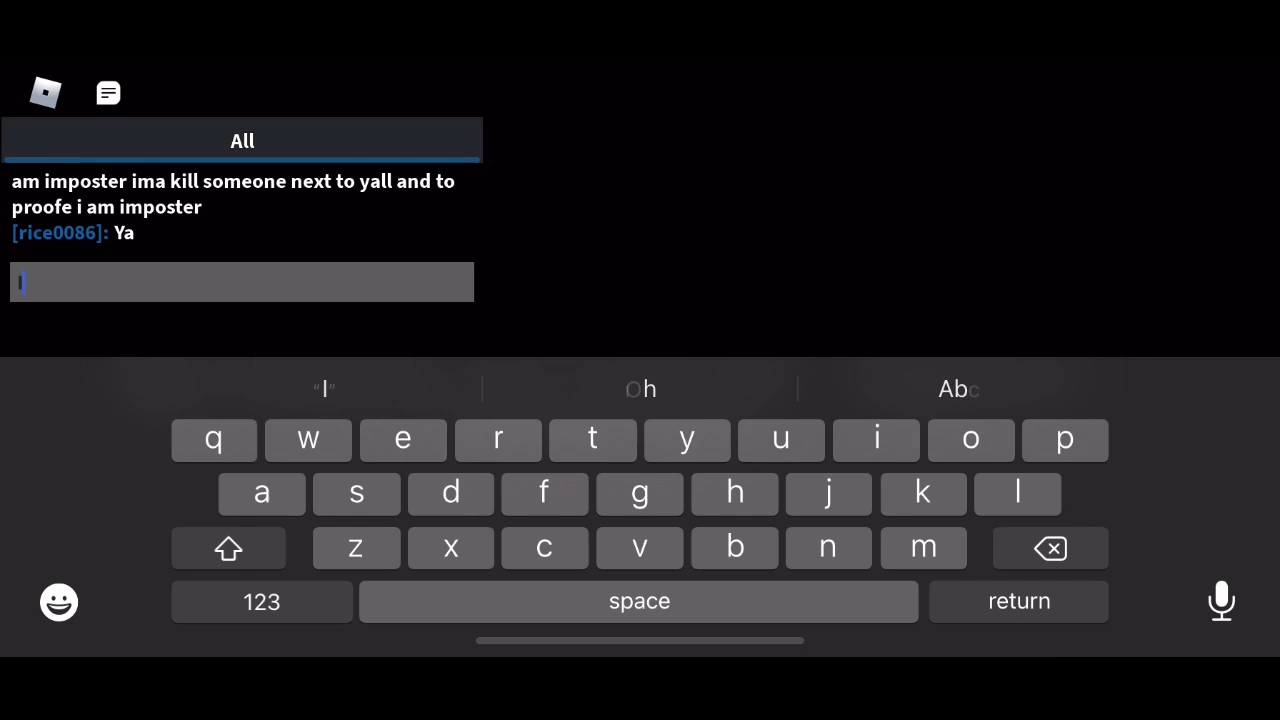 All
am imposter ima kill someone next to yall and to
proofe i am imposter
[rice0086]: Ya
I
“I” Oh Abc
q w e r t y u i o p
a s d f g h j k l
z x c v b n m
123 space return